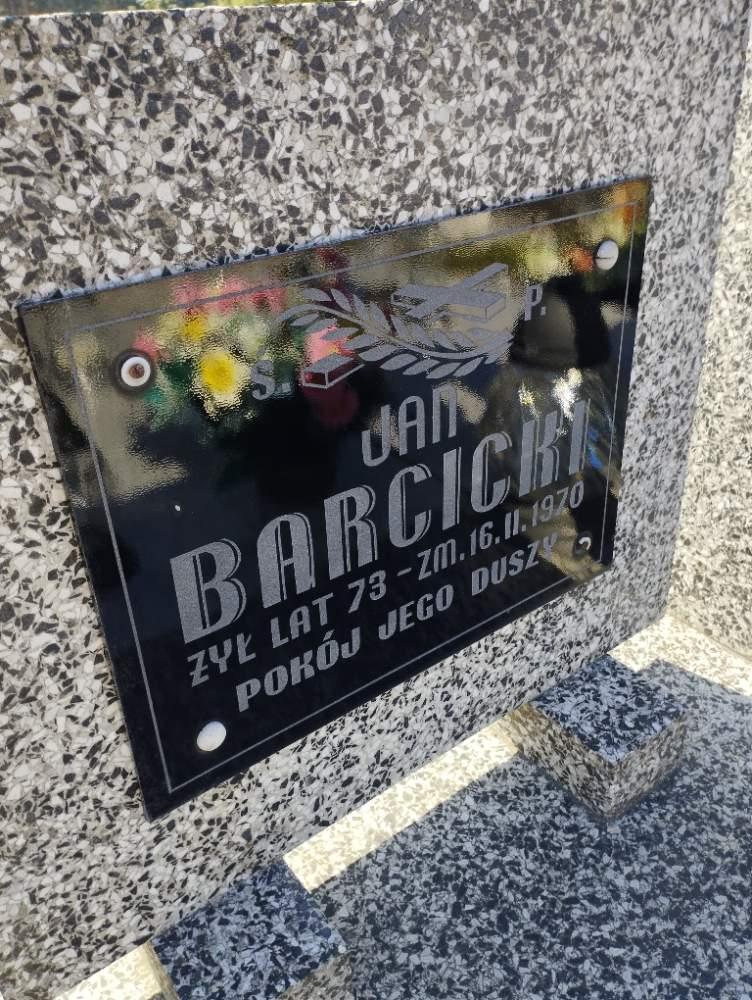 Ś. P.
JAN
BARCICKI
ŻYŁ LAT 73 - ZM. 16.II.1970
POKÓJ JEGO DUSZY